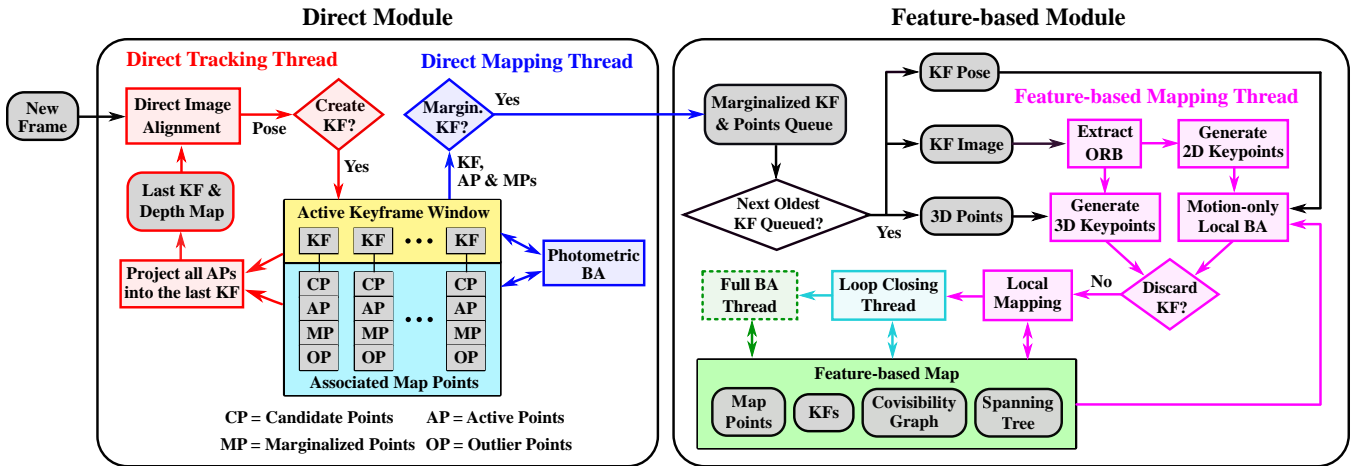 Direct Module
Direct Tracking Thread
Direct Mapping Thread
New
Frame
Direct Image
Alignment
Pose
Create
KF?
Yes
Margin.
KF?
Yes
KF,
AP & MPs
Last KF &
Depth Map
Project all APs
into the last KF
Active Keyframe Window
KF KF ••• KF
CP CP CP
AP AP ... AP
MP MP MP
OP OP OP
Associated Map Points
Photometric
BA
CP = Candidate Points AP = Active Points
MP = Marginalized Points OP = Outlier Points
Feature-based Module
Marginalized KF
& Points Queue
Next Oldest
KF Queued?
Yes
KF Pose
KF Image
3D Points
Feature-based Mapping Thread
Extract
ORB
Generate
2D Keypoints
Generate
3D Keypoints
Motion-only
Local BA
Discard
KF?
No
Local
Mapping
Loop Closing
Thread
Full BA
Thread
Feature-based Map
Map
Points
KFs
Covisibility
Graph
Spanning
Tree